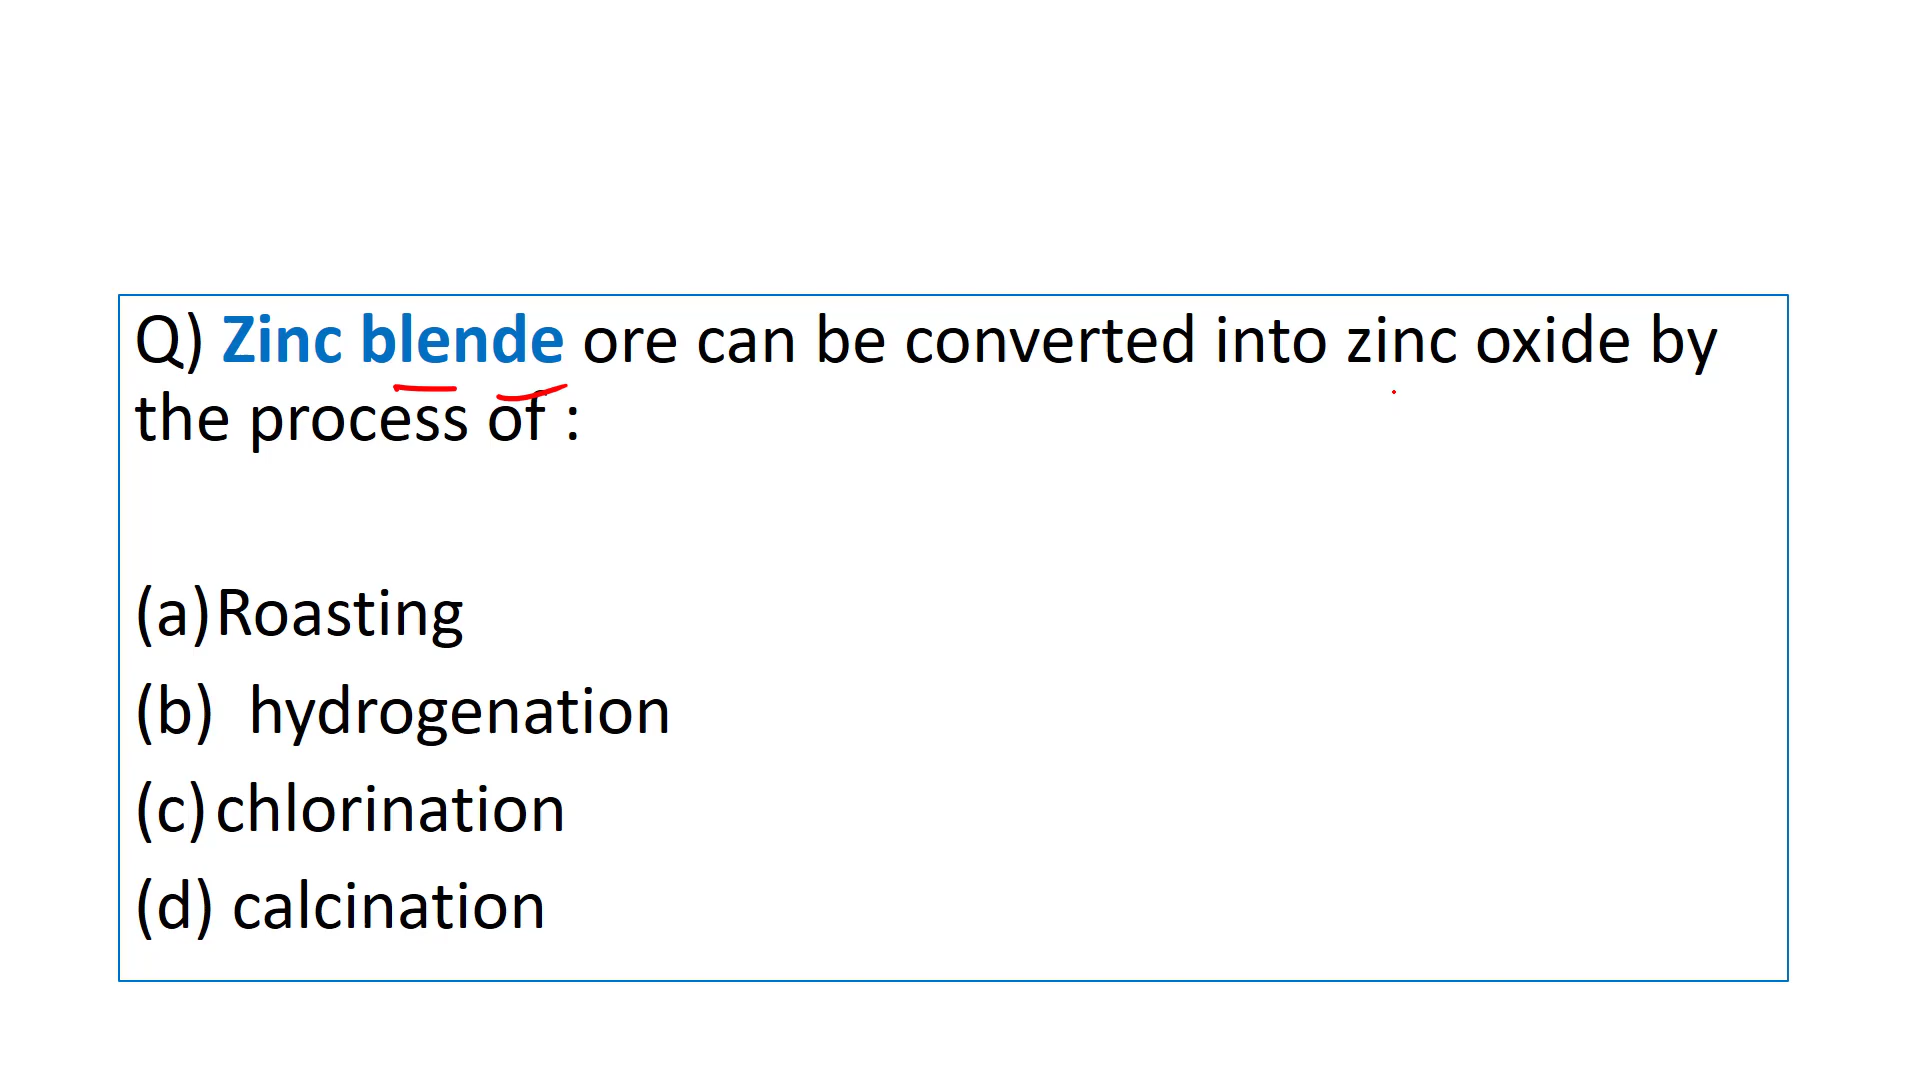 Q) Zinc blende ore can be converted into zinc oxide by
the process of :
(a) Roasting
(b) hydrogenation
(c) chlorination
(d) calcination